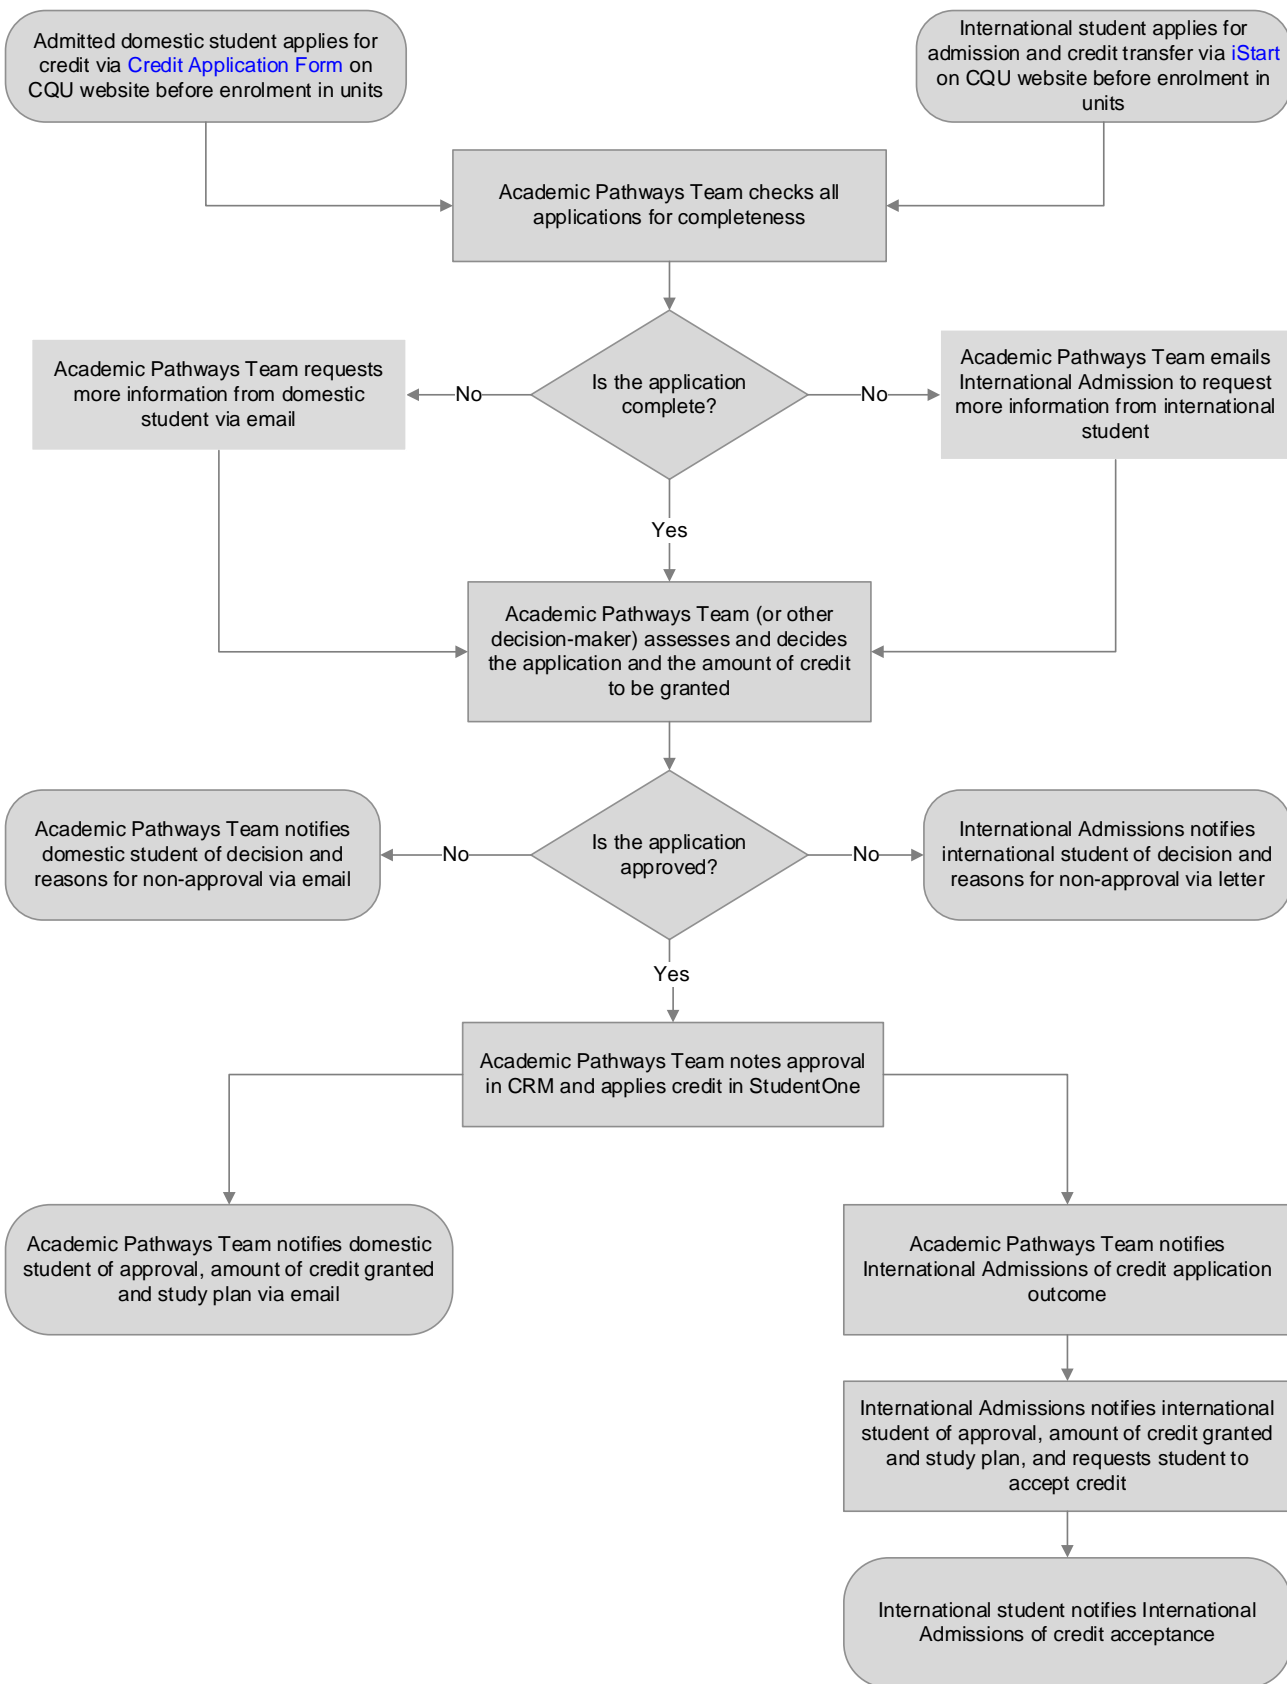 Admitted domestic student applies for
credit via Credit Application Form on
CQU website before enrolment in units
International student applies for
admission and credit transfer via iStart
on CQU website before enrolment in
units
Academic Pathways Team checks all
applications for completeness
Academic Pathways Team requests
more information from domestic
student via email
No
Is the application
complete?
No
Academic Pathways Team emails
International Admission to request
more information from international
student
Yes
Academic Pathways Team (or other
decision-maker) assesses and decides
the application and the amount of credit
to be granted
Academic Pathways Team notifies
domestic student of decision and
reasons for non-approval via email
No
Is the application
approved?
No
International Admissions notifies
international student of decision and
reasons for non-approval via letter
Yes
Academic Pathways Team notes approval
in CRM and applies credit in StudentOne
Academic Pathways Team notifies domestic
student of approval, amount of credit granted
and study plan via email
Academic Pathways Team notifies
International Admissions of credit application
outcome
International Admissions notifies international
student of approval, amount of credit granted
and study plan, and requests student to
accept credit
International student notifies International
Admissions of credit acceptance